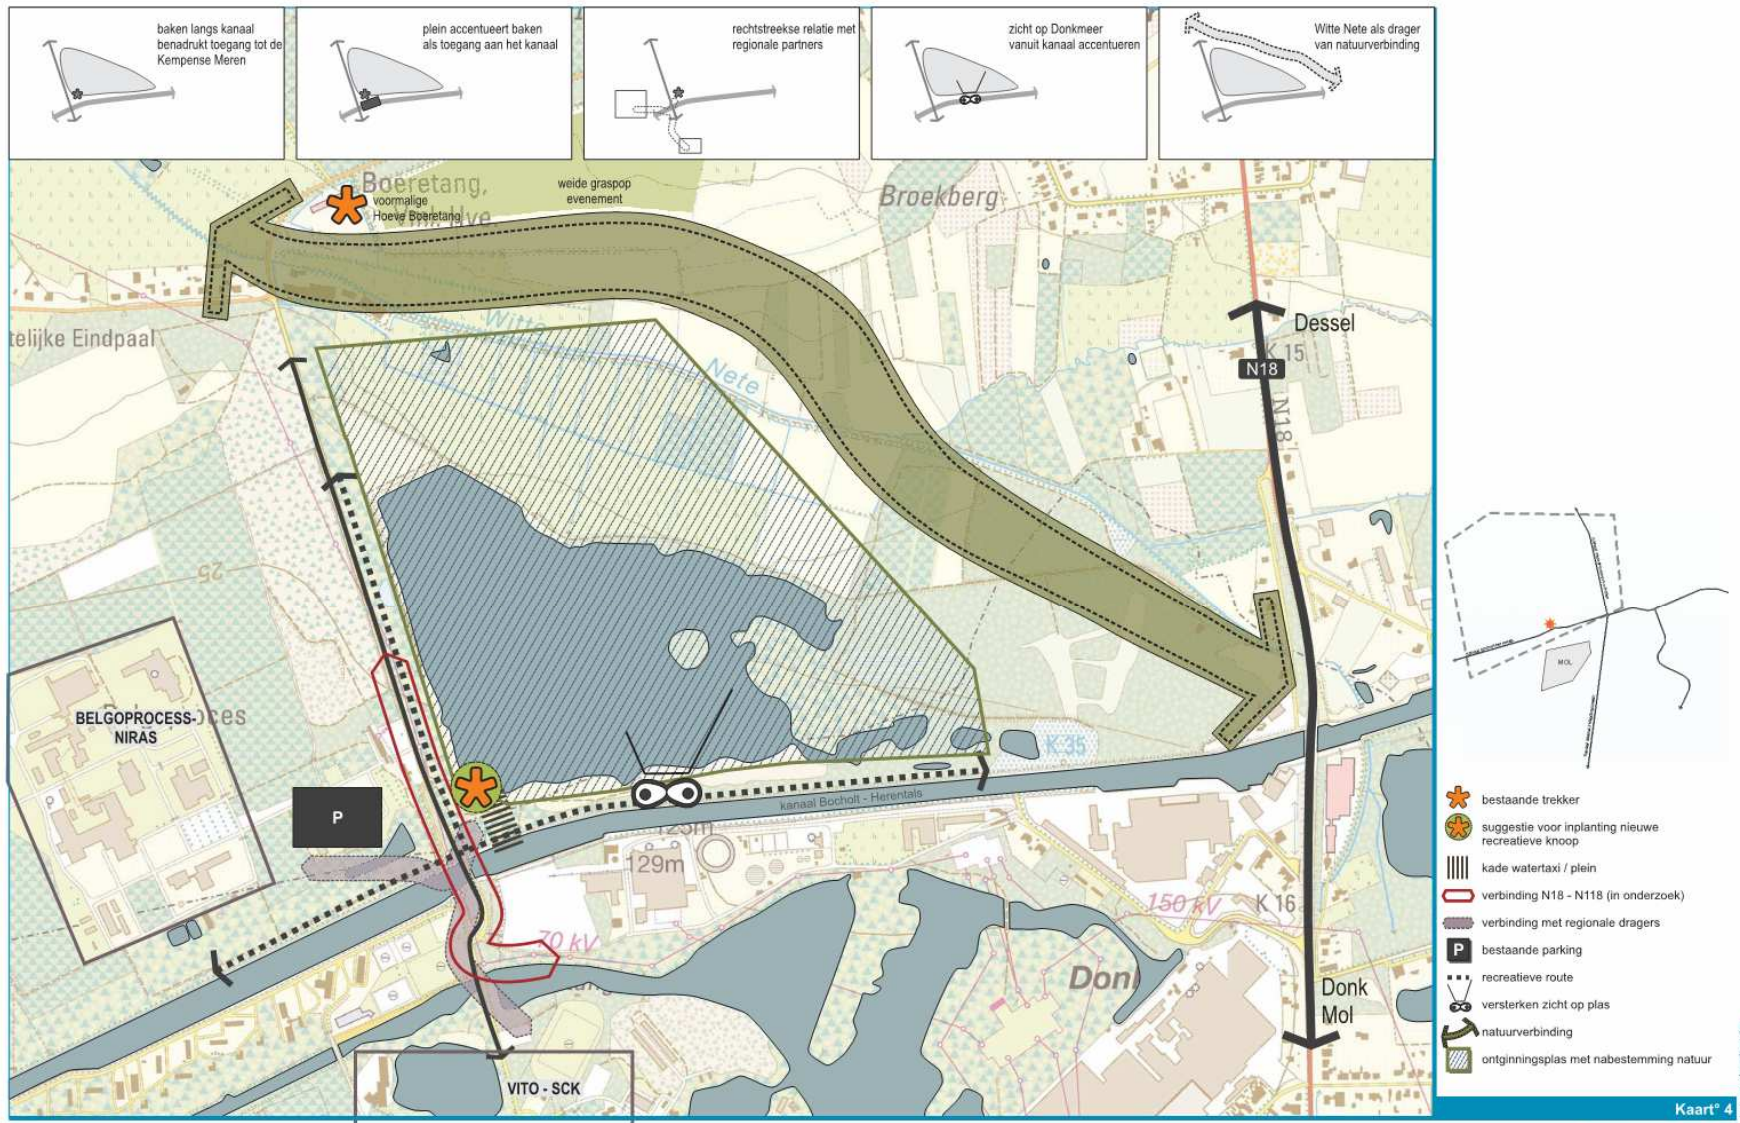 baken langs kanaal
benadrukt toegang tot de
Kempense Meren
plein accentueert baken
als toegang aan het kanaal
rechtstreekse relatie met
regionale partners
zicht op Donkmeer
vanuit kanaal accentueren
Witte Nete als drager
van natuurverbinding
Boeretang,
voormalige
Hoeve Boeretang
weide graspop
evenement
Broekberg
telijke Eindpaal
Witte
Nete
Dessel
K 15
N18
N18
25
BELGOPROCESS-
NIRAS
P
K 35
kanaal Bocholt - Herentals
125m
129m
150 kV
K 16
70 kV
Donk
Mol
VITO - SCK
MOL
bestaande trekker
suggestie voor inplanting nieuwe
recreatieve knoop
kade watertaxi / plein
verbinding N18 - N118 (in onderzoek)
verbinding met regionale dragers
P
bestaande parking
recreatieve route
versterken zicht op plas
natuurverbinding
ontginningsplas met nabestemming natuur
Kaart° 4